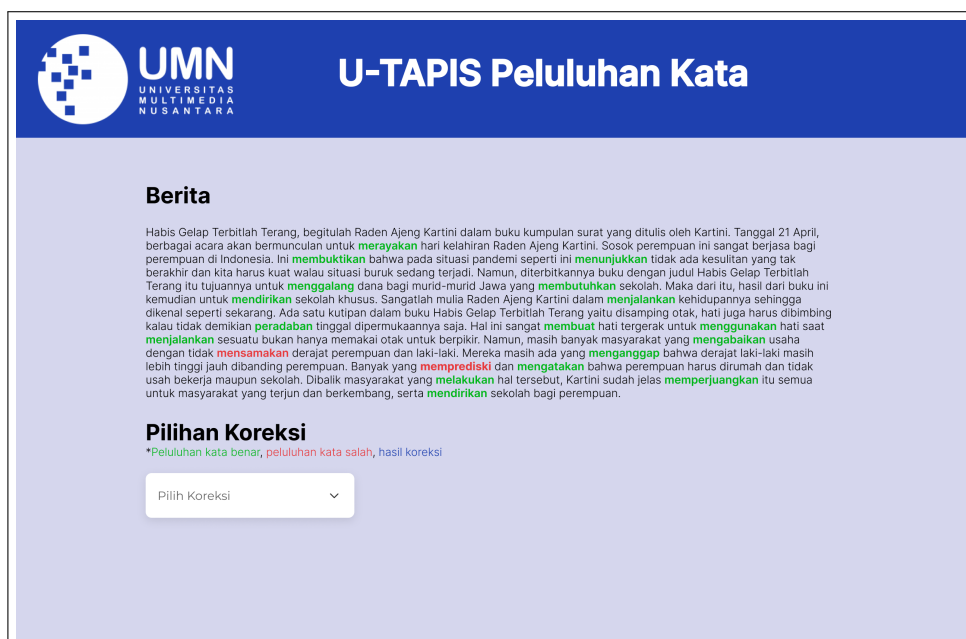 UMN
UNIVERSITAS
MULTIMEDIA
NUSANTARA
U-TAPIS Peluluhan Kata
Berita
Habis Gelap Terbitlah Terang, begitulah Raden Ajeng Kartini dalam buku kumpulan surat yang ditulis oleh Kartini. Tanggal 21 April,
berbagai acara akan bermunculan untuk merayakan hari kelahiran Raden Ajeng Kartini. Sosok perempuan ini sangat berjasa bagi
perempuan di Indonesia. Ini membuktikan bahwa pada situasi pandemi seperti ini menunjukkan tidak ada kesulitan yang tak
berakhir dan kita harus kuat walau situasi buruk sedang terjadi. Namun, diterbitkannya buku dengan judul Habis Gelap Terbitlah
Terang itu tujuannya untuk menggalang dana bagi murid-murid Jawa yang membutuhkan sekolah. Maka dari itu, hasil dari buku ini
kemudian untuk mendirikan sekolah khusus. Sangatlah mulia Raden Ajeng Kartini dalam menjalankan kehidupannya sehingga
dikenal seperti sekarang. Ada satu kutipan dalam buku Habis Gelap Terbitlah Terang yaitu disamping otak, hati juga harus dibimbing
kalau tidak demikian peradaban tinggal dipermukaannya saja. Hal ini sangat membuat hati tergerak untuk menggunakan hati saat
menjalankan sesuatu bukan hanya memakai otak untuk berpikir. Namun, masih banyak masyarakat yang mengabaikan usaha
dengan tidak mensamakan derajat perempuan dan laki-laki. Mereka masih ada yang menganggap bahwa derajat laki-laki masih
lebih tinggi jauh dibanding perempuan. Banyak yang memprediski dan mengatakan bahwa perempuan harus dirumah dan tidak
usah bekerja maupun sekolah. Dibalik masyarakat yang melakukan hal tersebut, Kartini sudah jelas memperjuangkan itu semua
untuk masyarakat yang terjun dan berkembang, serta mendirikan sekolah bagi perempuan.
Pilihan Koreksi
*Peluluhan kata benar, peluluhan kata salah, hasil koreksi
Pilih Koreksi